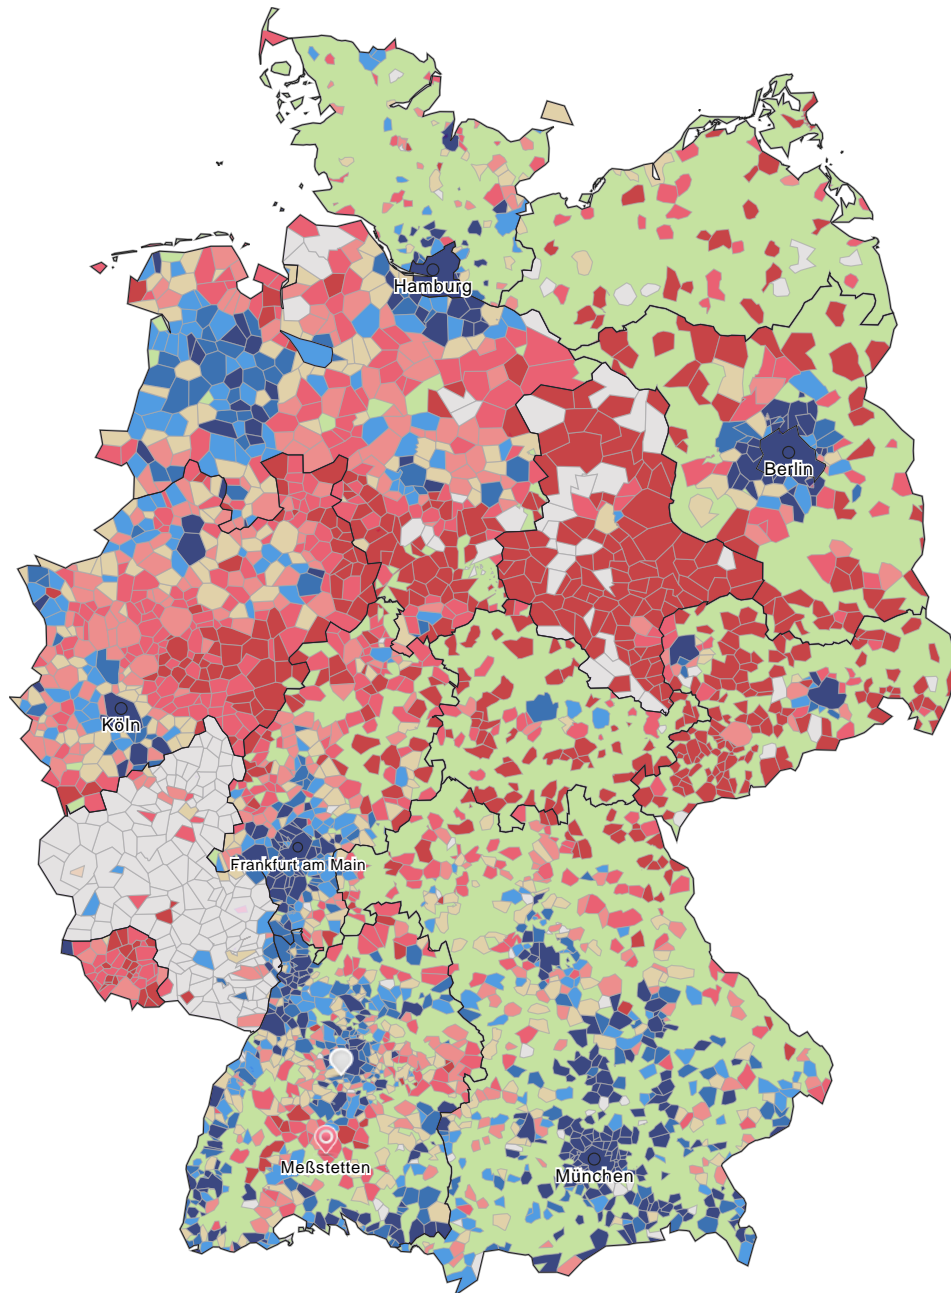 Hamburg
Berlin
Köln
Frankfurt am Main
Meßstetten
München